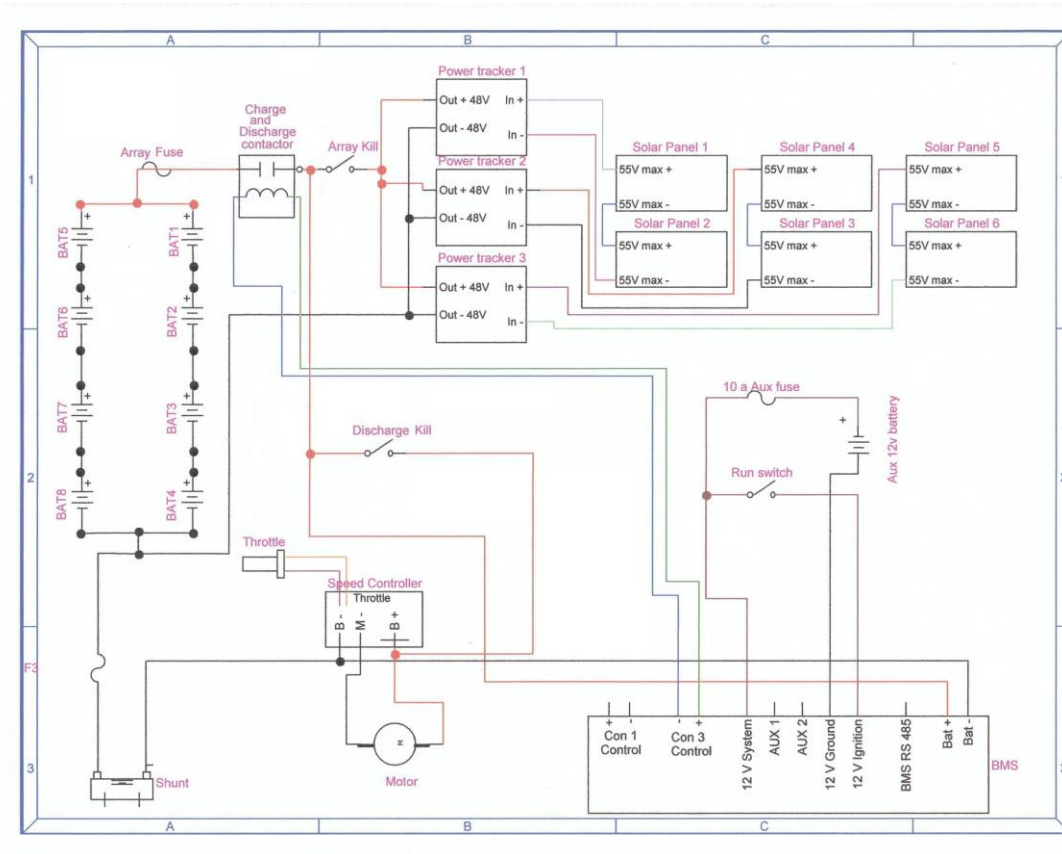 A
B
C
Power tracker 1
Out + 48V In +
Out - 48V In -
Charge
and
Discharge
contactor
Array Fuse
Array Kill
1
Power tracker 2
Out + 48V In +
Out - 48V In -
Power tracker 3
Out + 48V In +
Out - 48V In -
Solar Panel 1
55V max +
55V max -
Solar Panel 2
55V max +
55V max -
Solar Panel 4
55V max +
55V max -
Solar Panel 3
55V max +
55V max -
Solar Panel 5
55V max +
55V max -
Solar Panel 6
55V max +
55V max -
+
BAT5
+
BAT1
+
BAT6
+
BAT2
+
BAT7
+
BAT3
+
BAT8
+
BAT4
10 a Aux fuse
+
Aux 12v battery
Discharge Kill
2
Run switch
Throttle
Speed Controller
Throttle
B -
M -
B +
F3
M
Motor
-
Shunt
+ -
Con 1
Control
- +
Con 3
Control
12 V System
AUX 1
AUX 2
12 V Ground
12 V Ignition
BMS RS 485
Bat +
Bat -
BMS
3
A
B
C